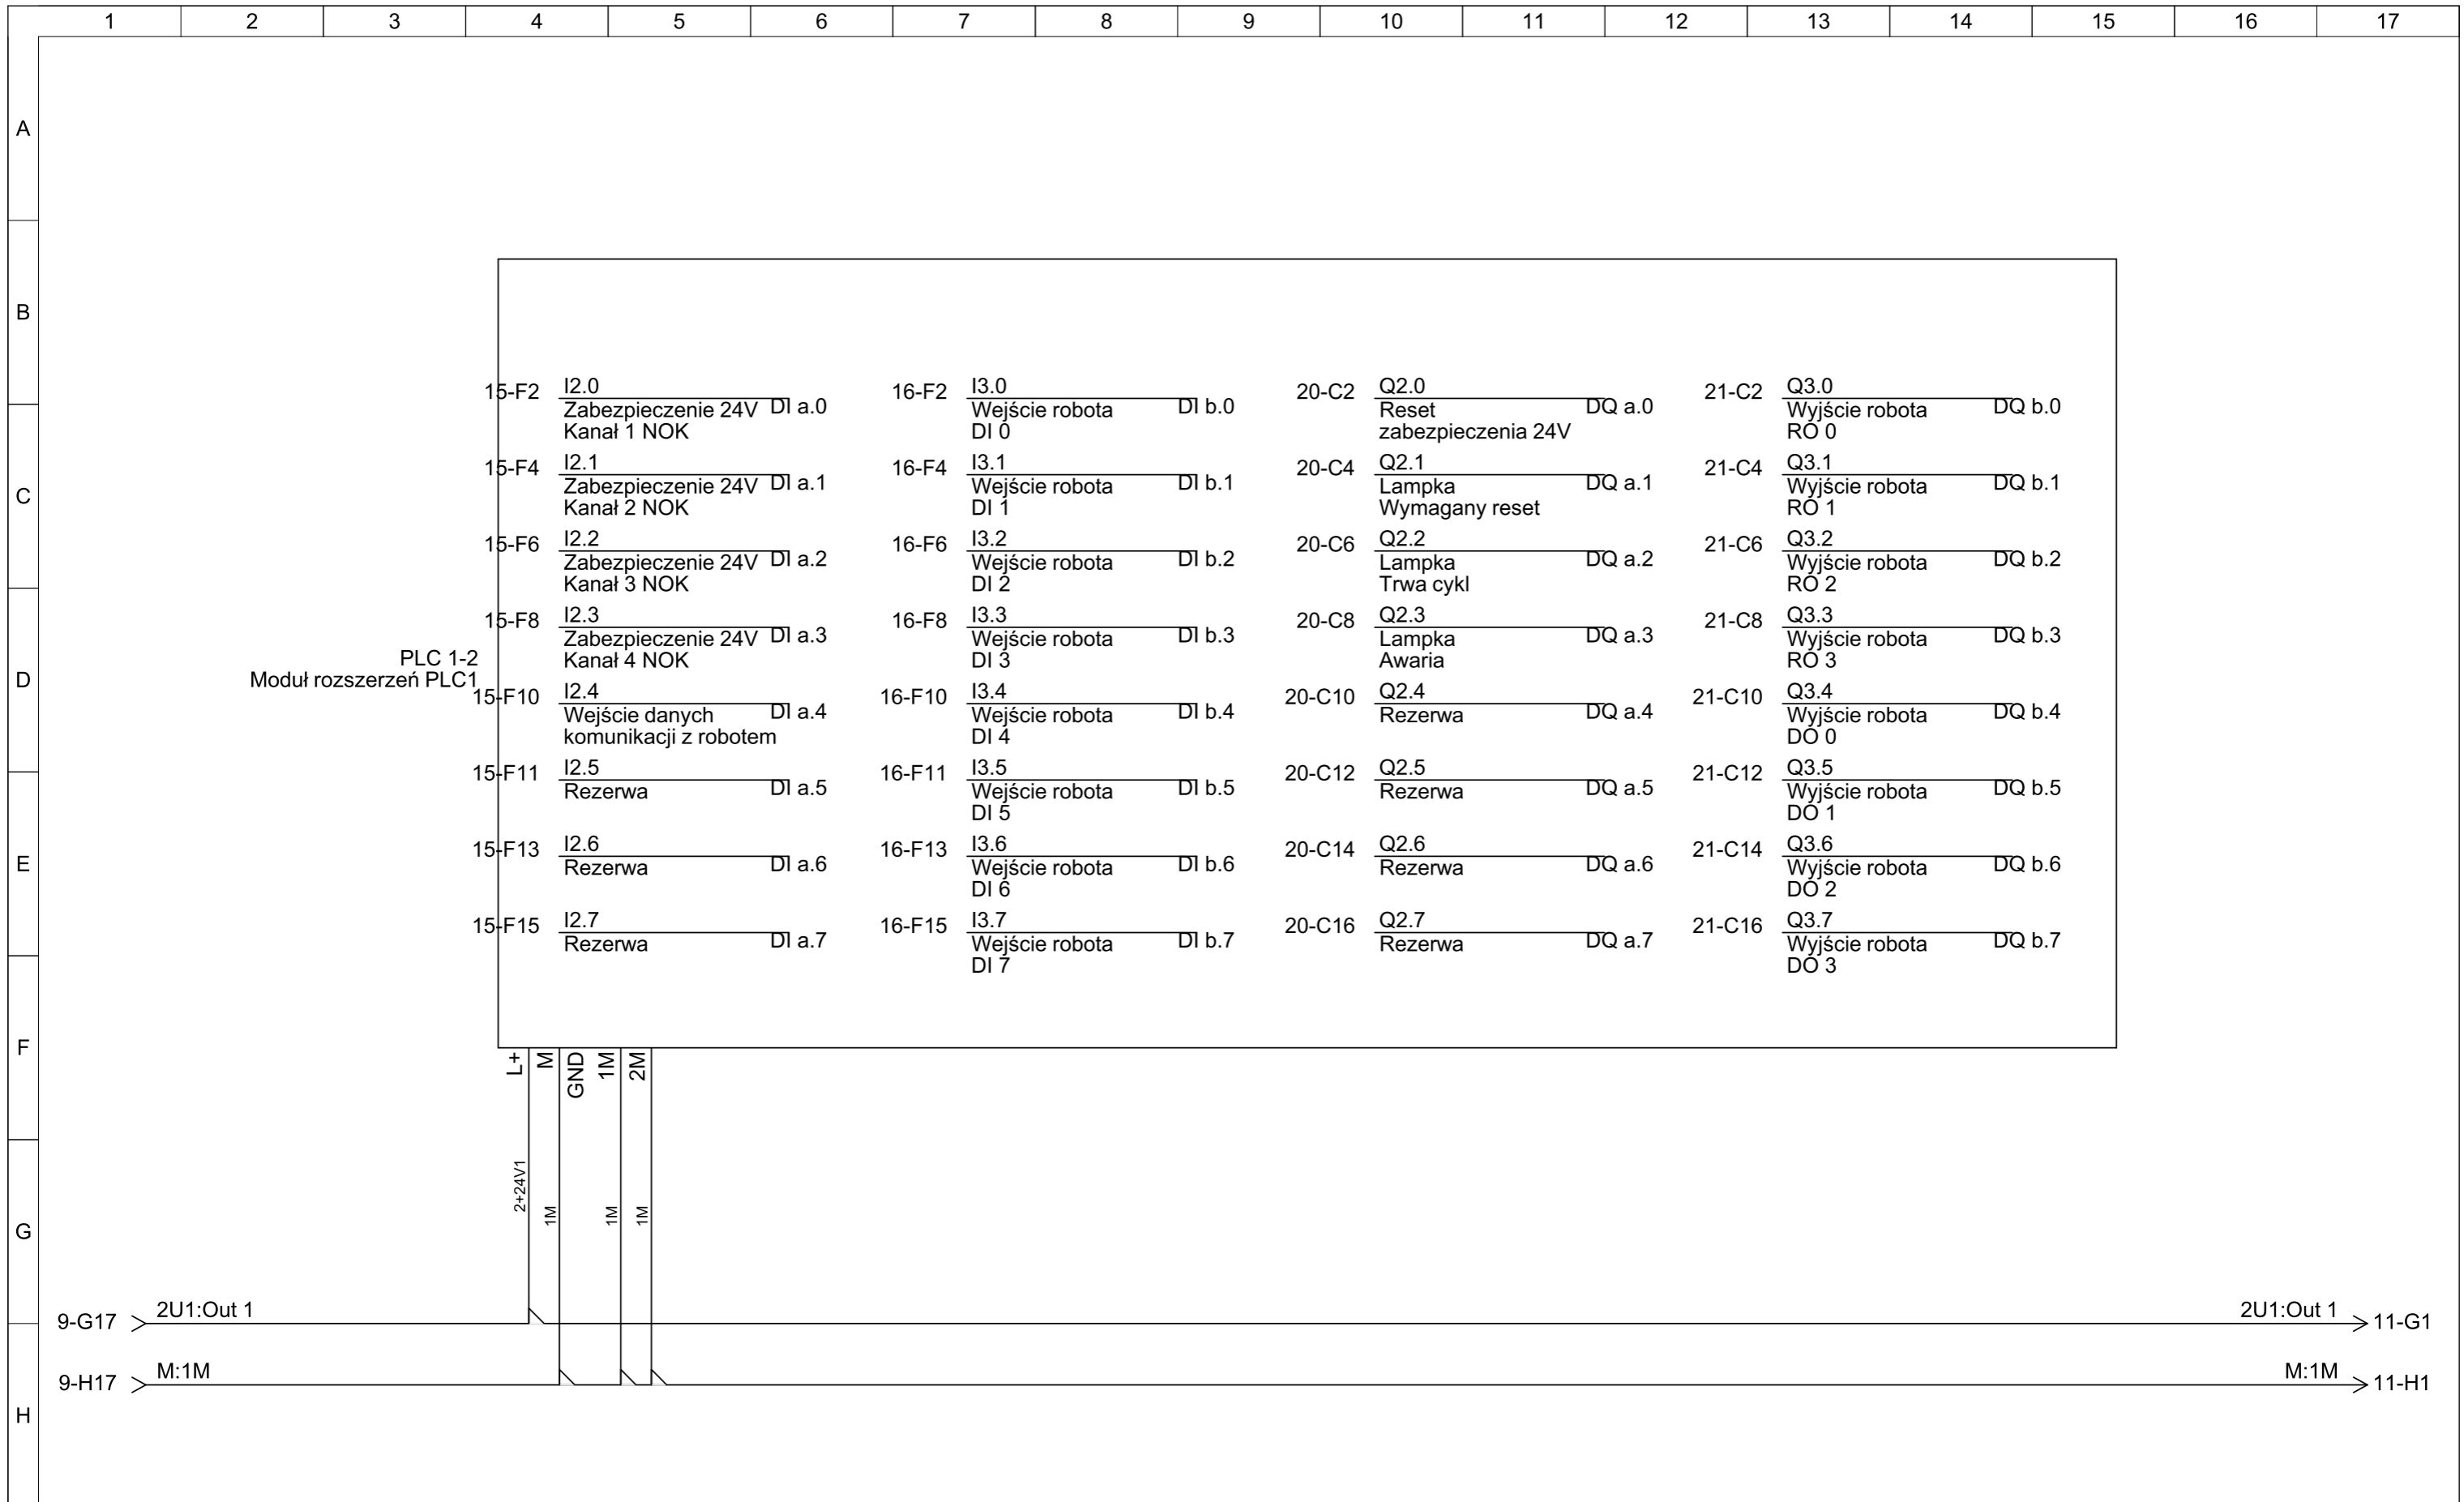 1 2 3 4 5 6 7 8 9 10 11 12 13 14 15 16 17
A
B
C
D
E
F
G
H
PLC 1-2
Moduł rozszerzeń PLC1
15-F2 I2.0
Zabezpieczenie 24V DI a.0
Kanał 1 NOK
15-F4 I2.1
Zabezpieczenie 24V DI a.1
Kanał 2 NOK
15-F6 I2.2
Zabezpieczenie 24V DI a.2
Kanał 3 NOK
15-F8 I2.3
Zabezpieczenie 24V DI a.3
Kanał 4 NOK
15-F10 I2.4
Wejście danych DI a.4
komunikacji z robotem
15-F11 I2.5
Rezerwa DI a.5
15-F13 I2.6
Rezerwa DI a.6
15-F15 I2.7
Rezerwa DI a.7
16-F2 I3.0
Wejście robota DI b.0
DI 0
16-F4 I3.1
Wejście robota DI b.1
DI 1
16-F6 I3.2
Wejście robota DI b.2
DI 2
16-F8 I3.3
Wejście robota DI b.3
DI 3
16-F10 I3.4
Wejście robota DI b.4
DI 4
16-F11 I3.5
Wejście robota DI b.5
DI 5
16-F13 I3.6
Wejście robota DI b.6
DI 6
16-F15 I3.7
Wejście robota DI b.7
DI 7
20-C2 Q2.0
Reset DQ a.0
zabezpieczenia 24V
20-C4 Q2.1
Lampka DQ a.1
Wymagany reset
20-C6 Q2.2
Lampka DQ a.2
Trwa cykl
20-C8 Q2.3
Lampka DQ a.3
Awaria
20-C10 Q2.4
Rezerwa DQ a.4
20-C12 Q2.5
Rezerwa DQ a.5
20-C14 Q2.6
Rezerwa DQ a.6
20-C16 Q2.7
Rezerwa DQ a.7
21-C2 Q3.0
Wyjście robota DQ b.0
RO 0
21-C4 Q3.1
Wyjście robota DQ b.1
RO 1
21-C6 Q3.2
Wyjście robota DQ b.2
RO 2
21-C8 Q3.3
Wyjście robota DQ b.3
RO 3
21-C10 Q3.4
Wyjście robota DQ b.4
DO 0
21-C12 Q3.5
Wyjście robota DQ b.5
DO 1
21-C14 Q3.6
Wyjście robota DQ b.6
DO 2
21-C16 Q3.7
Wyjście robota DQ b.7
DO 3
L+ M GND 1M 2M
2+24V1 1M 1M 1M
9-G17 2U1:Out 1 2U1:Out 1 11-G1
9-H17 M:1M M:1M 11-H1